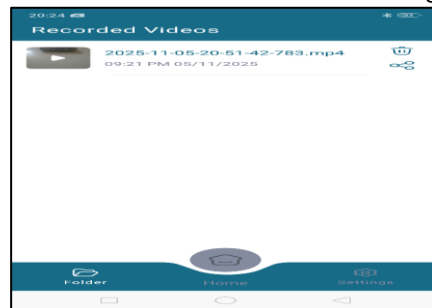 20:24
Recorded Videos
2025-11-05-20-51-42-783.mp4
09:21 PM 05/11/2025
Folder
Home
Settings